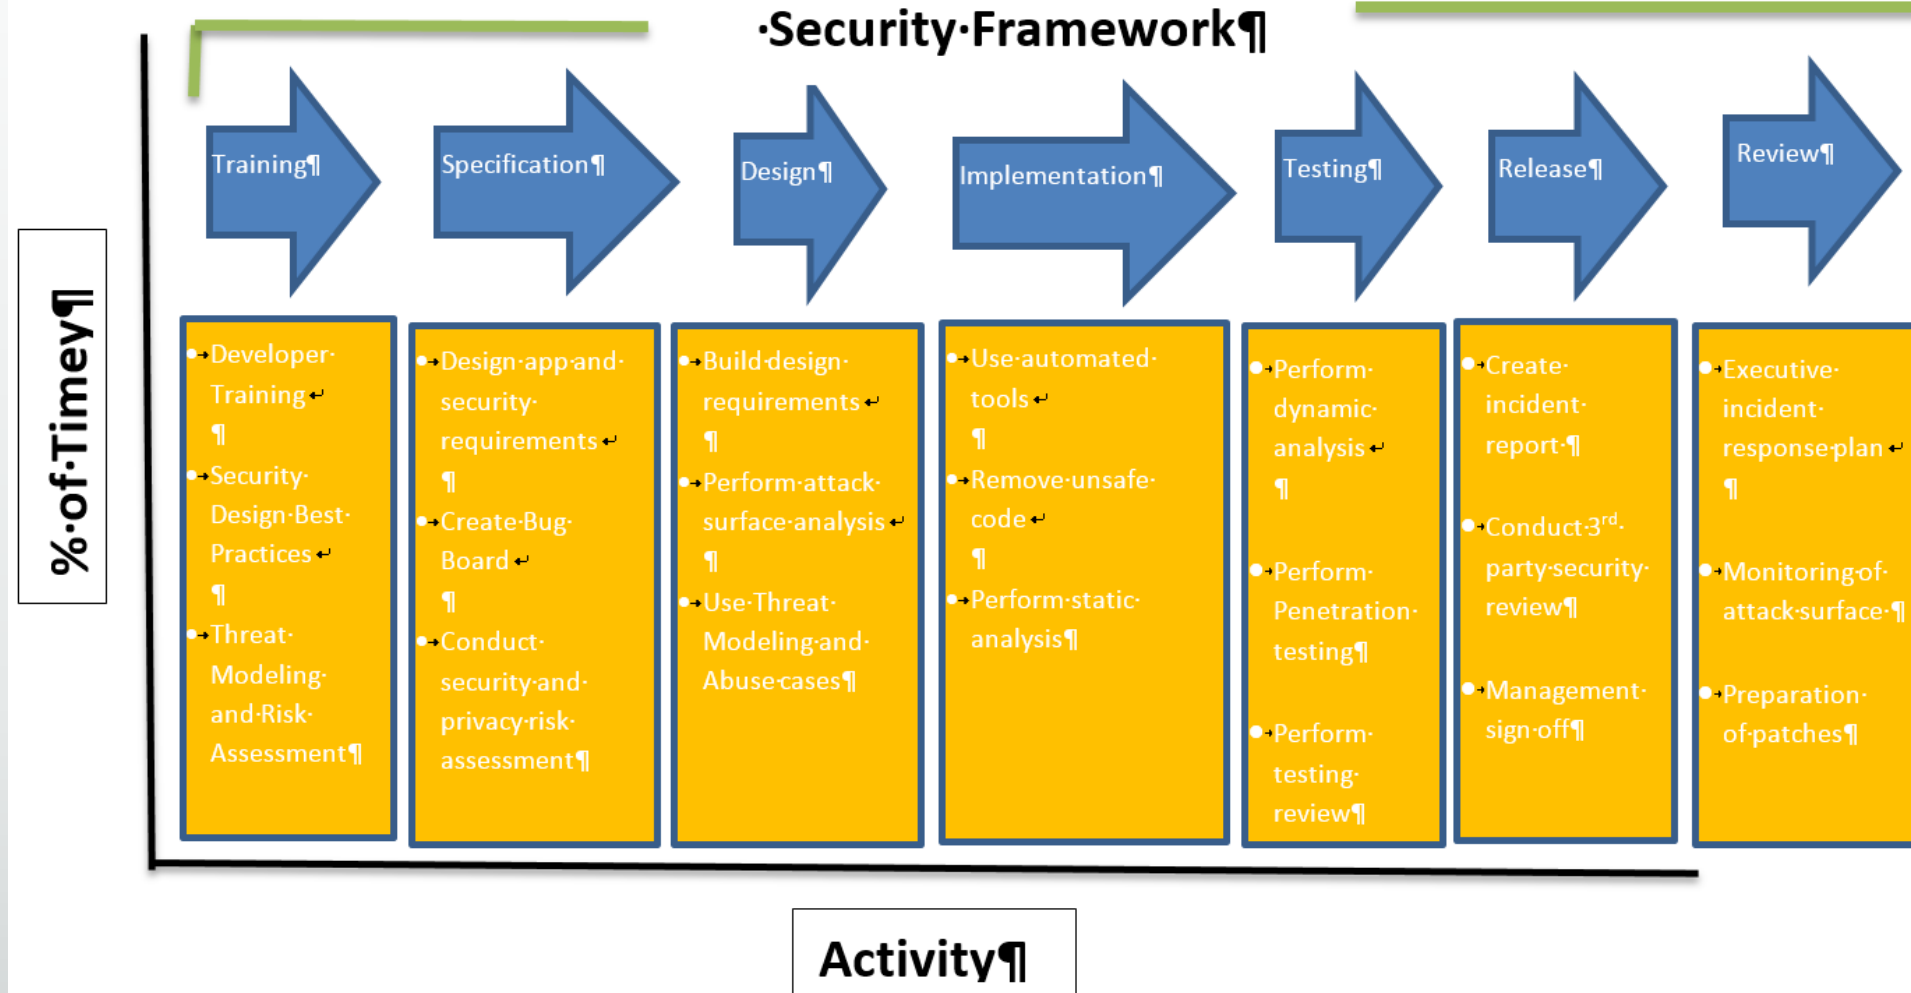 ·Security·Framework¶
Training¶
Specification¶
Design¶
Implementation¶
Testing¶
Release¶
Review¶
%·of·Timey¶
Developer·
Training
¶
Security·
Design·Best·
Practices
¶
Threat·
Modeling·
and·Risk·
Assessment¶
Design·app·and·
security·
requirements
¶
Create·Bug·
Board
¶
Conduct·
security·and·
privacy·risk·
assessment¶
Build·design·
requirements
¶
Perform·attack·
surface·analysis
¶
Use·Threat·
Modeling·and·
Abuse·cases¶
Use·automated·
tools
¶
Remove·unsafe·
code
¶
Perform·static·
analysis¶
Perform·
dynamic·
analysis
¶
Perform·
Penetration·
testing¶
Perform·
testing·
review¶
Create·
incident·
report·¶
Conduct·3rd·
party·security·
review¶
Management·
sign·off¶
Executive·
incident·
response·plan
¶
Monitoring·of·
attack·surface·¶
Preparation·
of·patches¶
Activity¶